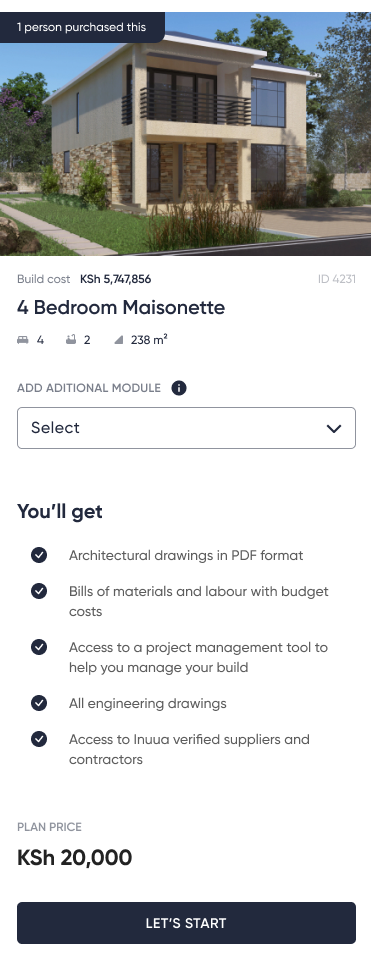 1 person purchased this
Build cost KSh 5,747,856 ID 4231
4 Bedroom Maisonette
4 2 238 m²
ADD ADITIONAL MODULE
Select
You’ll get
Architectural drawings in PDF format
Bills of materials and labour with budget
costs
Access to a project management tool to
help you manage your build
All engineering drawings
Access to Inuua verified suppliers and
contractors
PLAN PRICE
KSh 20,000
LET’S START